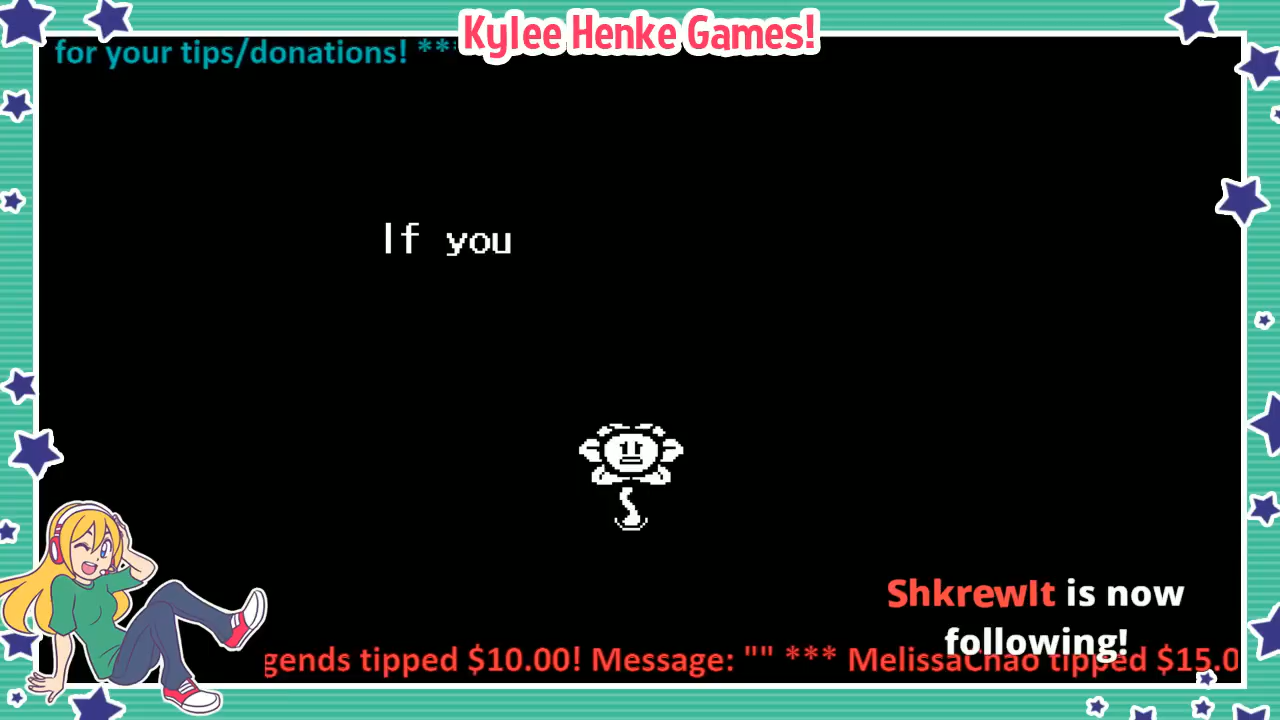 Kylee Henke Games!
for your tips/donations! **
If you
ShkrewIt is now
following!
gends tipped $10.00! Message: "" *** MelissaChao tipped $15.0